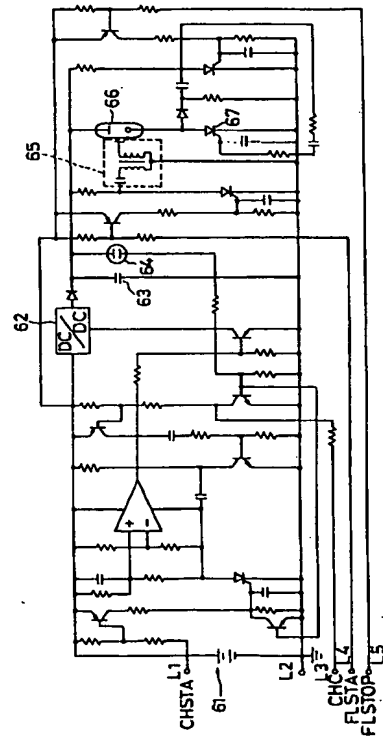 65
66
67
62
DC/DC
64
63
+
-
CHSTA
L1
61
L2
L3
CHC
L4
FLSTA
FLSTOP
L5